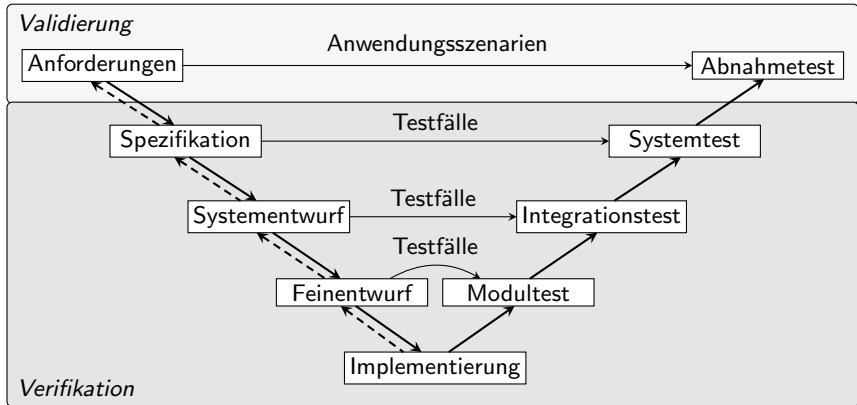 Validierung
Anwendungsszenarien
Anforderungen
Abnahmetest
Testfälle
Spezifikation
Systemtest
Testfälle
Systementwurf
Integrationstest
Testfälle
Feinentwurf
Modultest
Implementierung
Verifikation